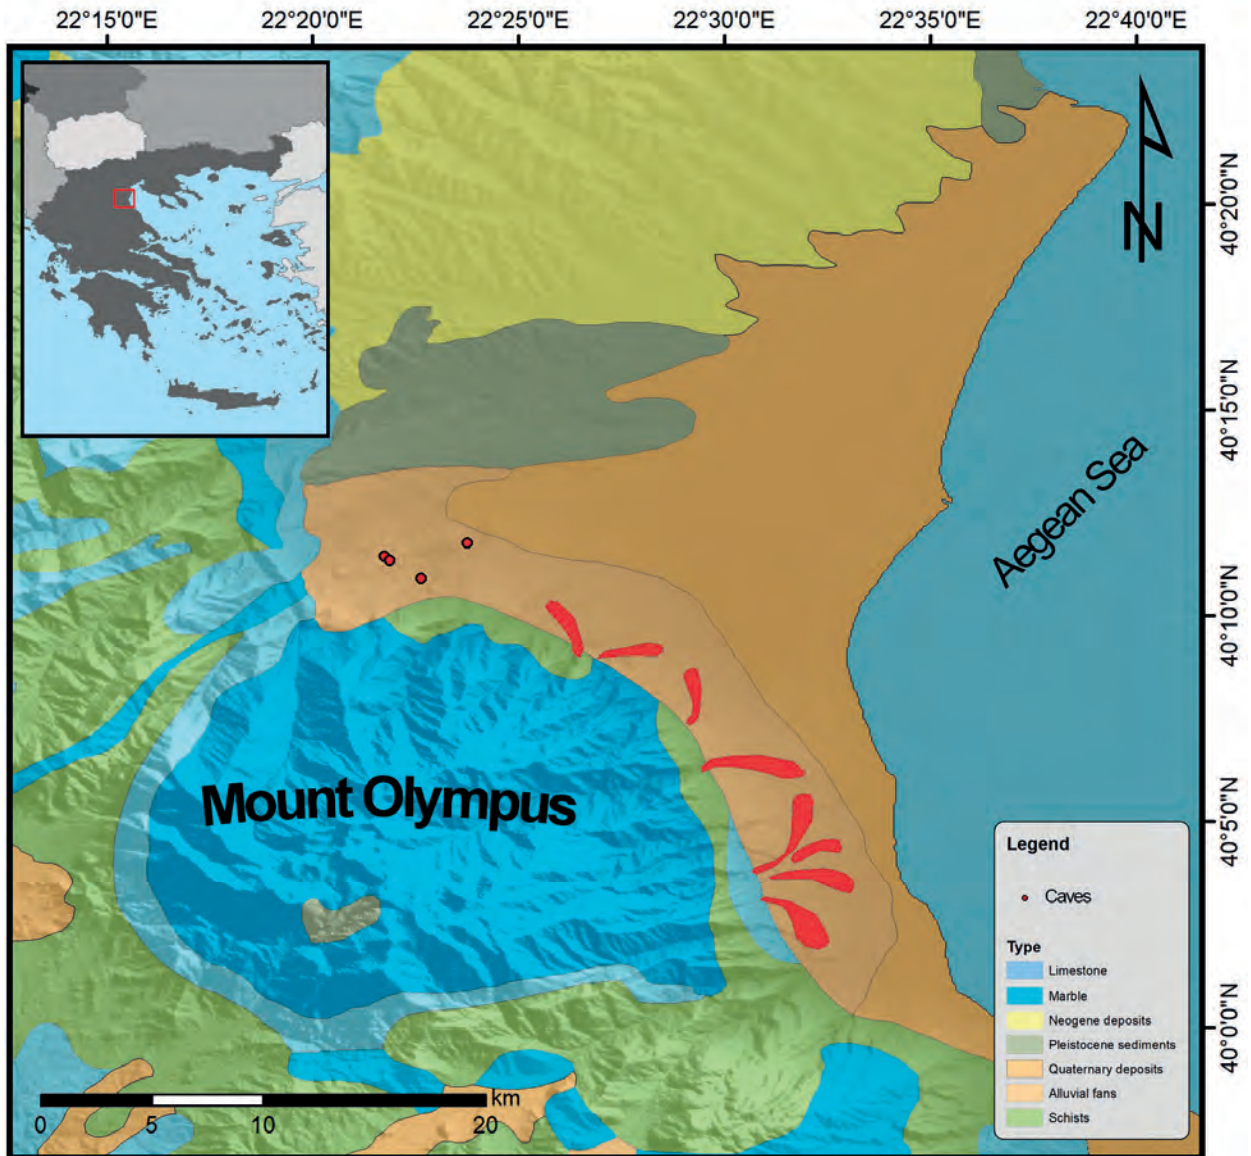 22°15'0"E 22°20'0"E 22°25'0"E 22°30'0"E 22°35'0"E 22°40'0"E
N
40°20'0"N
40°15'0"N
Aegean Sea
40°10'0"N
Mount Olympus
40°5'0"N
40°0'0"N
Legend
Caves
Type
Limestone
Marble
Neogene deposits
Pleistocene sediments
Quaternary deposits
Alluvial fans
Schists
km
0 5 10 20